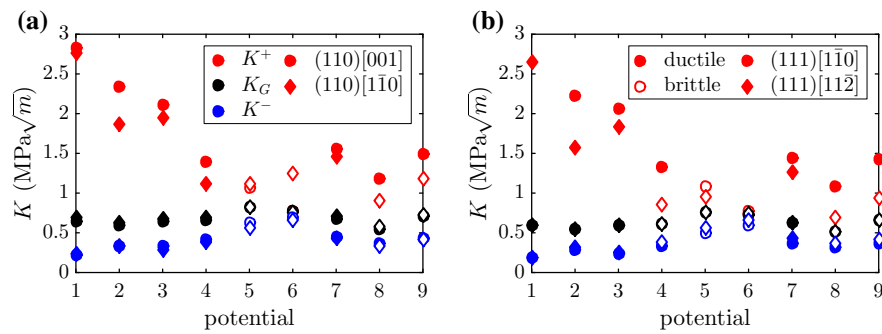 (a)
3
2.5
2
1.5
1
0.5
0
K (MPa√m)
K⁺ (110)[001]
K_G (110)[11̄0]
K⁻
1 2 3 4 5 6 7 8 9
potential
(b)
3
2.5
2
1.5
1
0.5
0
K (MPa√m)
ductile (111)[11̄0]
brittle (111)[112̄]
1 2 3 4 5 6 7 8 9
potential